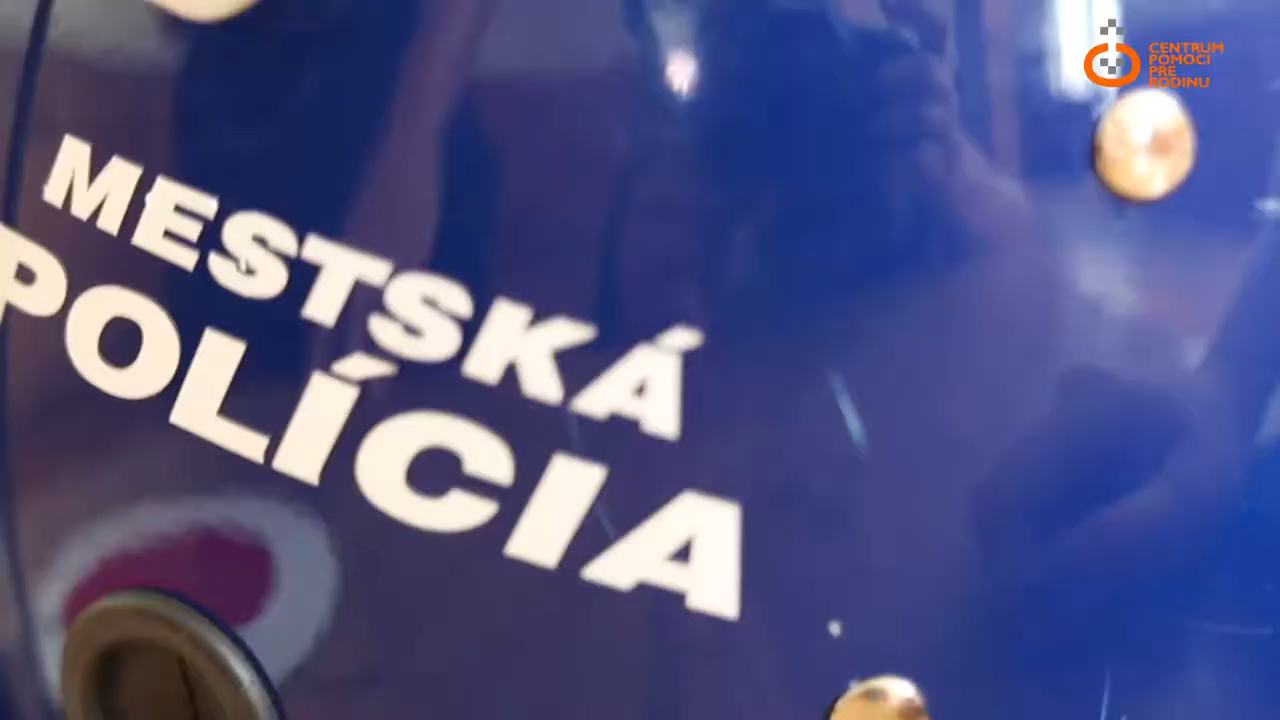 MESTSKÁ
POLÍCIA
CENTRUM
POMOCI
PRE
RODINU